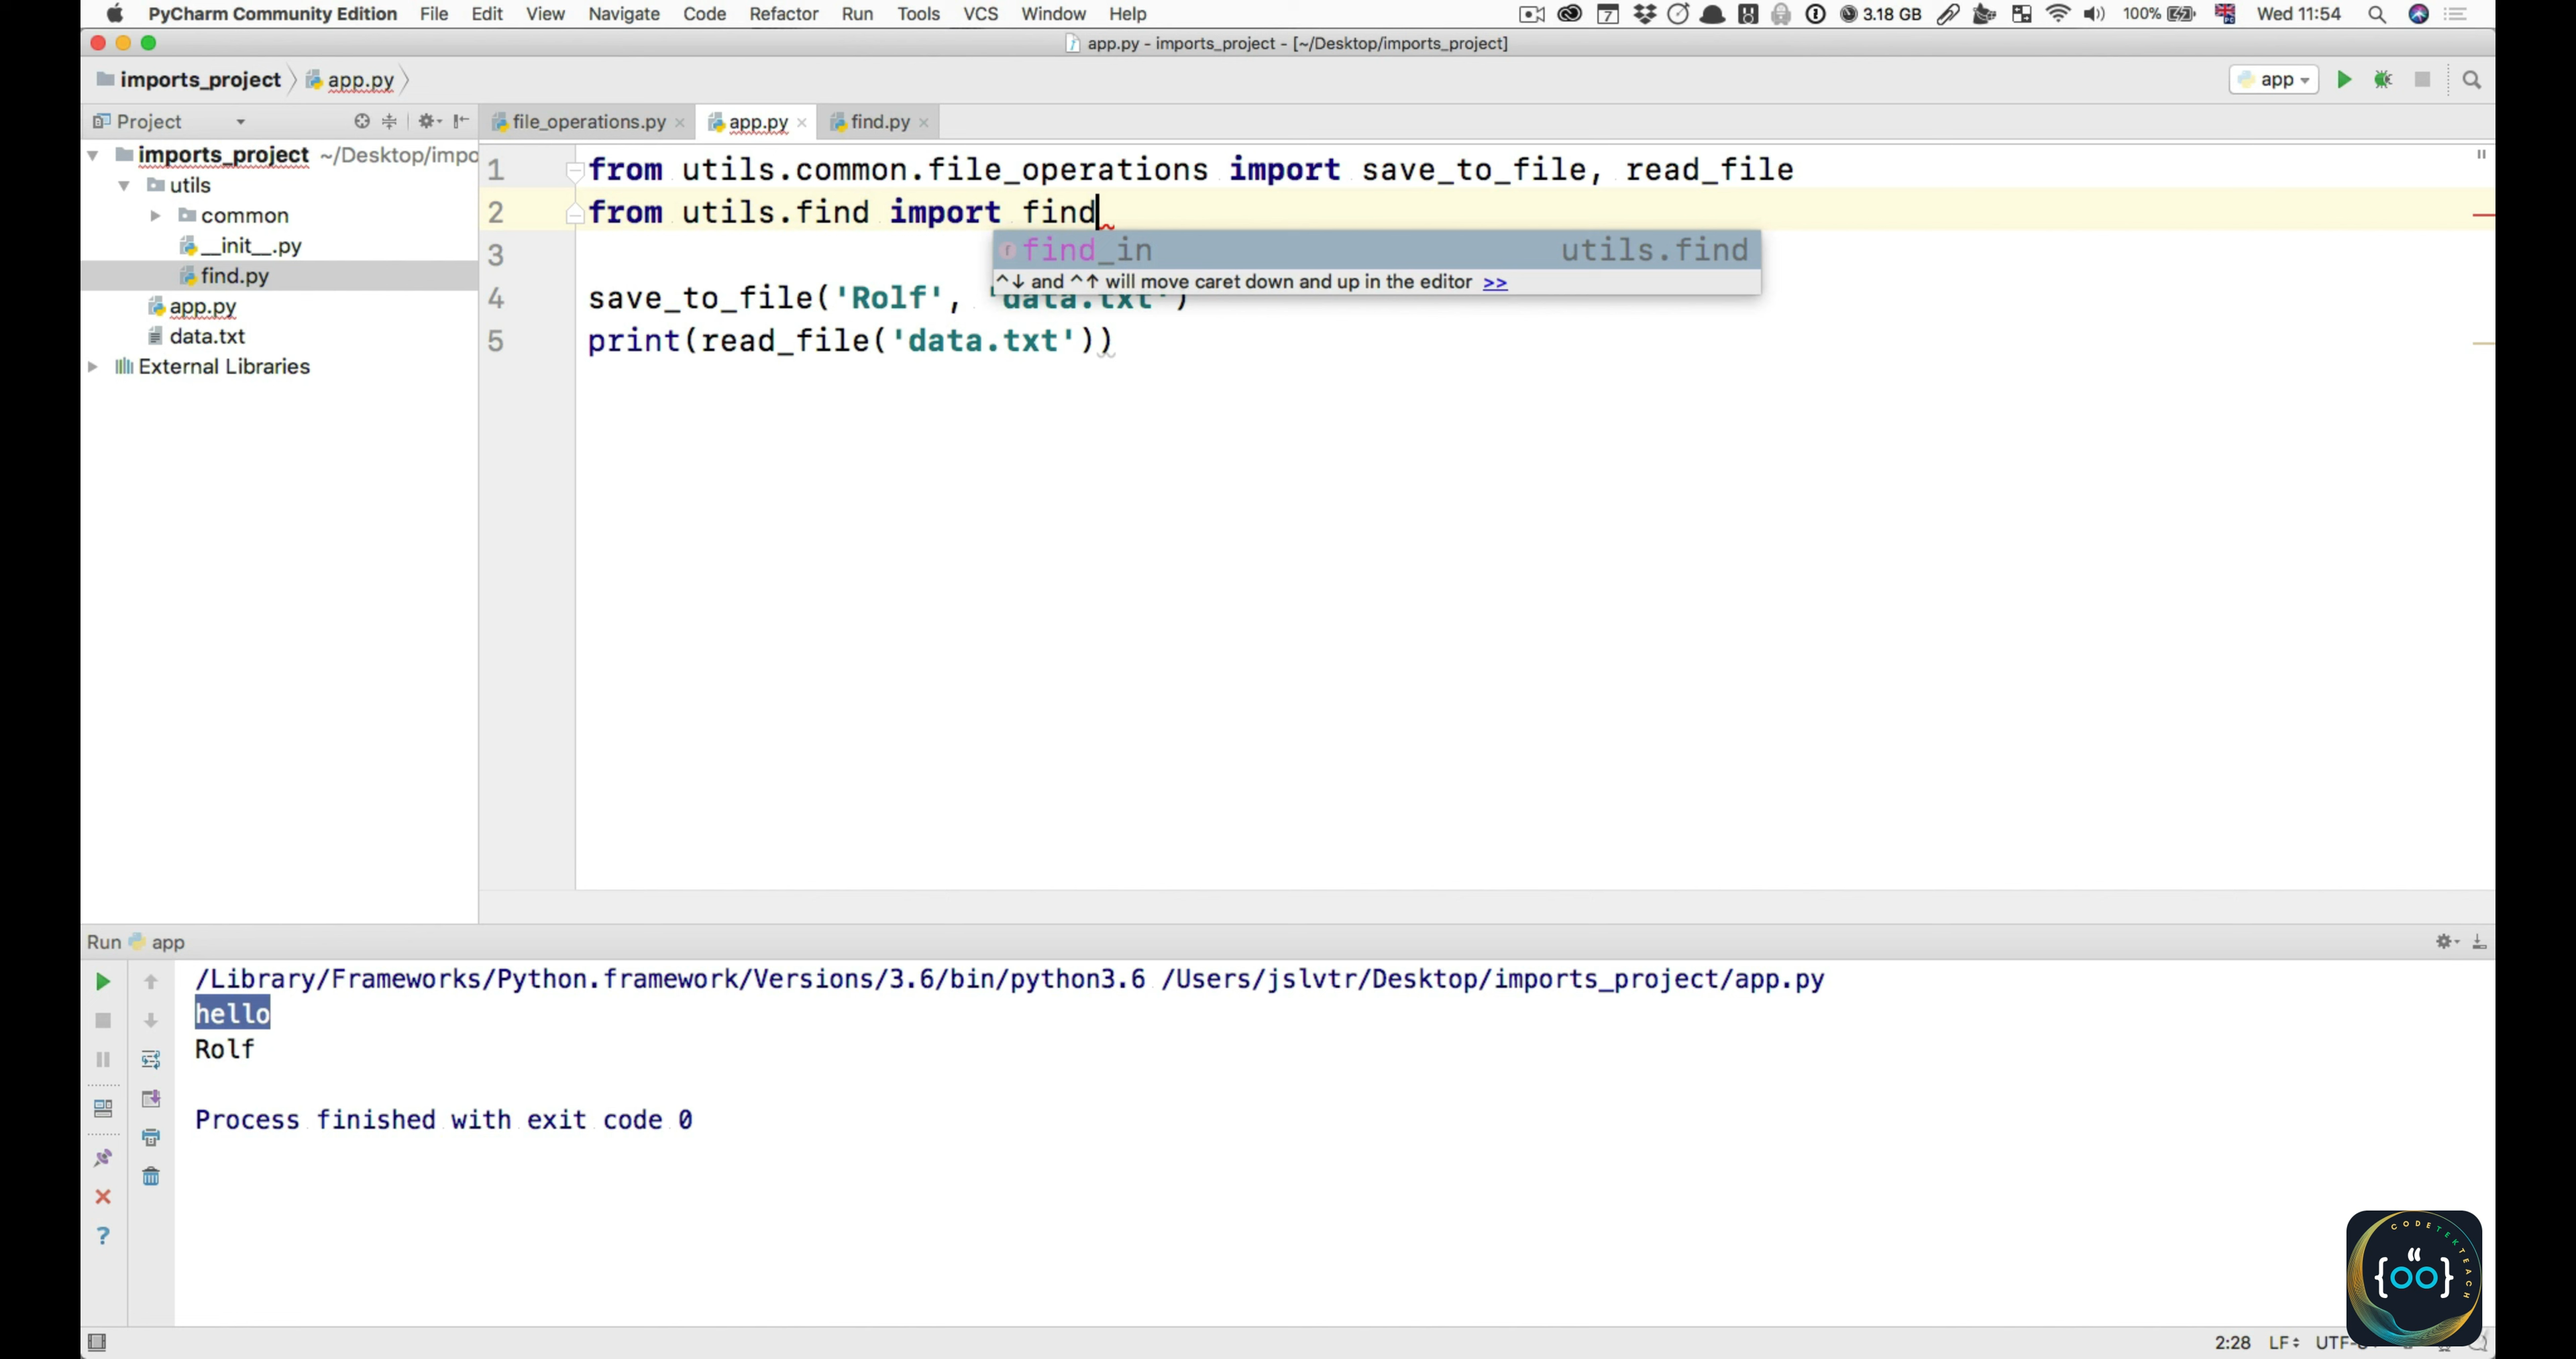 PyCharm Community Edition File Edit View Navigate Code Refactor Run Tools VCS Window Help 7 3.18 GB 100% Wed 11:54
app.py - imports_project - [~/Desktop/imports_project]
imports_project app.py app
Project file_operations.py app.py find.py
imports_project ~/Desktop/impo
utils
common
__init__.py
find.py
app.py
data.txt
External Libraries
1 from utils.common.file_operations import save_to_file, read_file
2 from utils.find import find
find_in utils.find
^↓ and ^↑ will move caret down and up in the editor >>
3
4 save_to_file('Rolf', 'data.txt')
5 print(read_file('data.txt'))
Run app
/Library/Frameworks/Python.framework/Versions/3.6/bin/python3.6 /Users/jslvtr/Desktop/imports_project/app.py
hello
Rolf
Process finished with exit code 0
CODETEKTEACH
2:28 LF